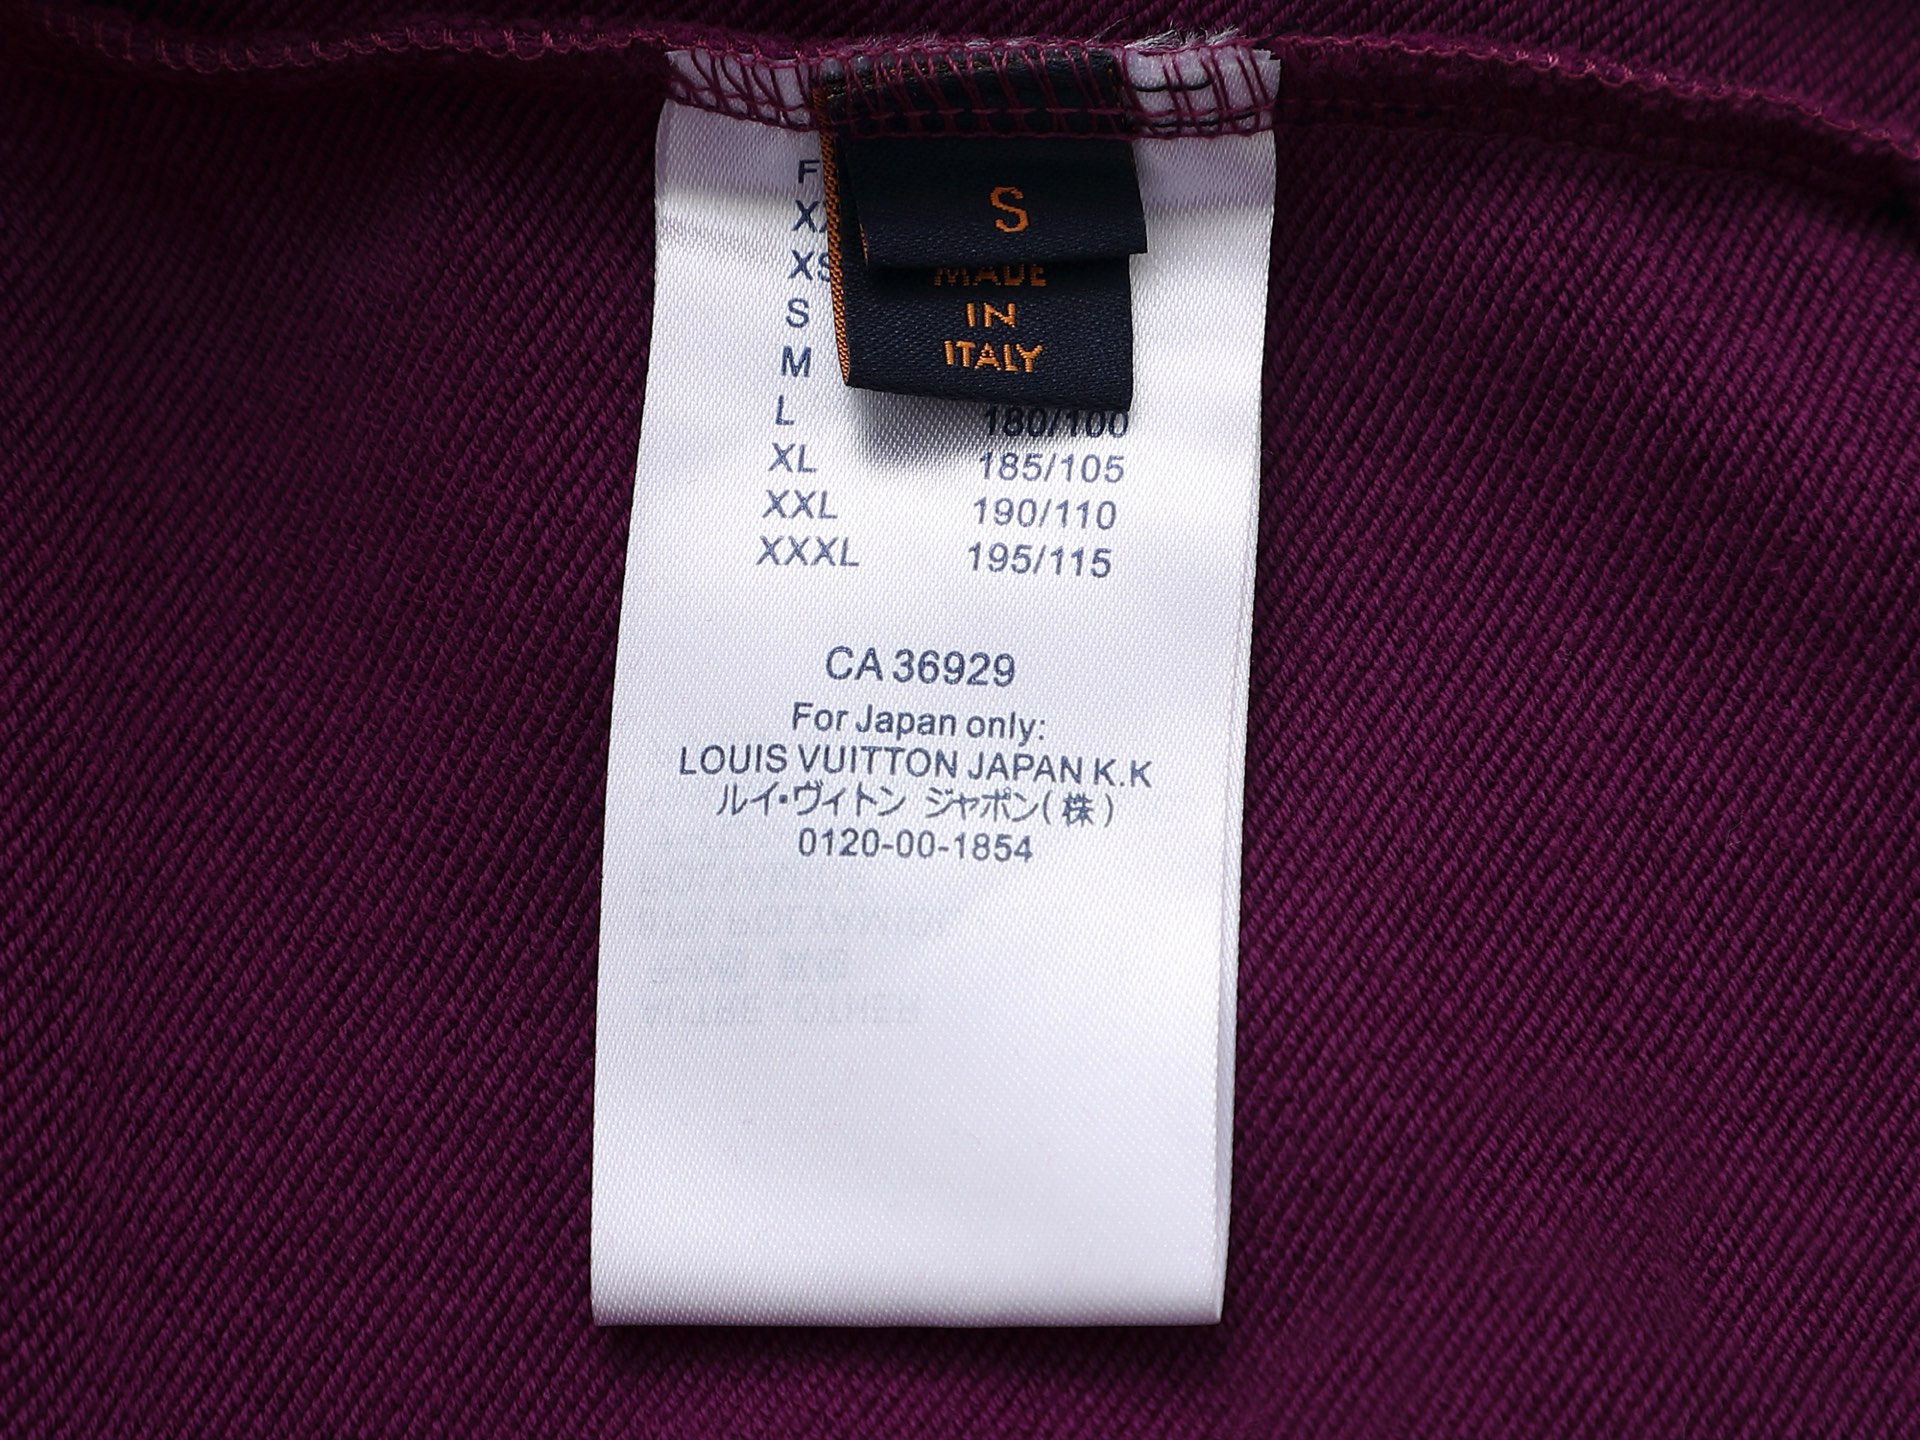 S
MADE
IN
ITALY
S
M
L 180/100
XL 185/105
XXL 190/110
XXXL 195/115
CA 36929
For Japan only:
LOUIS VUITTON JAPAN K.K
ルイ・ヴィトン ジャポン(株)
0120-00-1854